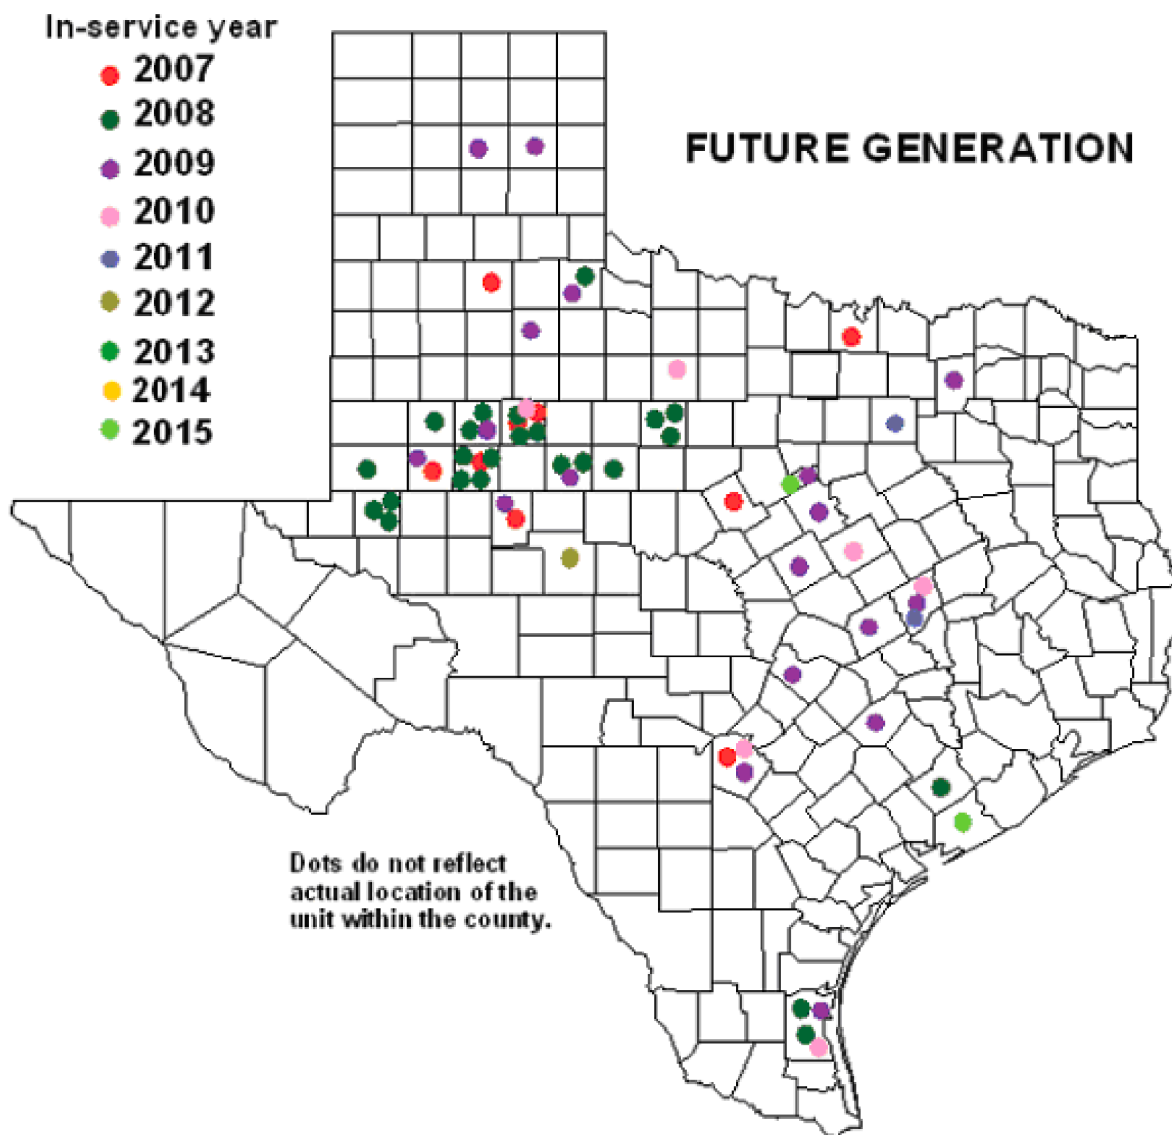 In-service year
2007
2008
2009
2010
2011
2012
2013
2014
2015
FUTURE GENERATION
Dots do not reflect
actual location of the
unit within the county.